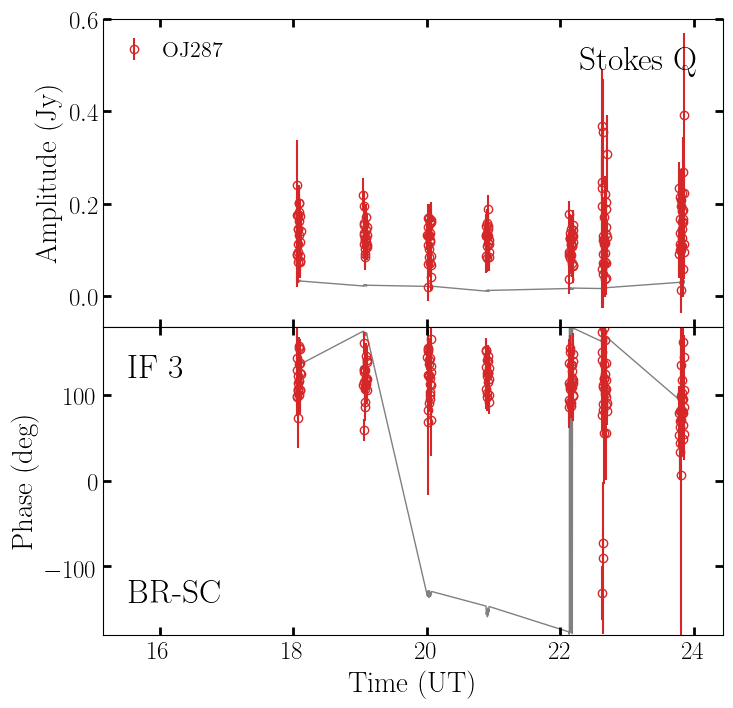 0.6
OJ287
Stokes Q
0.4
Amplitude (Jy)
0.2
0.0
IF 3
100
Phase (deg)
0
−100
BR-SC
16 18 20 22 24
Time (UT)